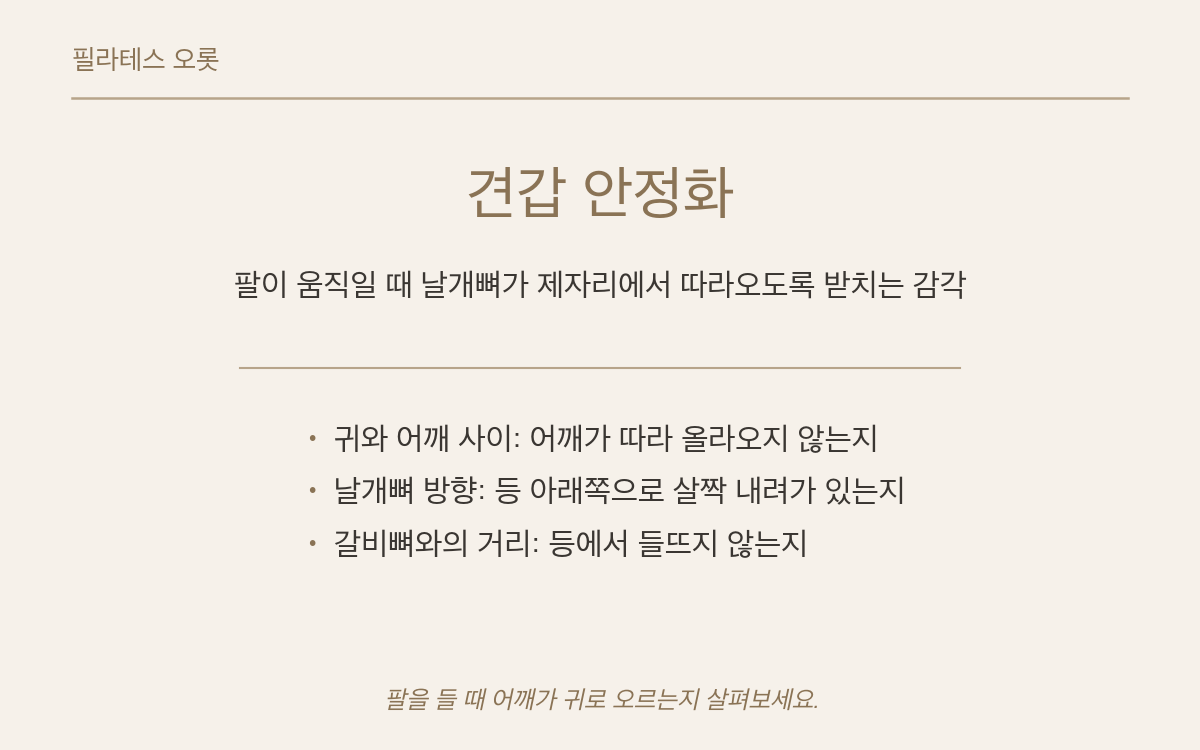 필라테스 오롯
견갑 안정화
팔이 움직일 때 날개뼈가 제자리에서 따라오도록 받치는 감각
• 귀와 어깨 사이: 어깨가 따라 올라오지 않는지
• 날개뼈 방향: 등 아래쪽으로 살짝 내려가 있는지
• 갈비뼈와의 거리: 등에서 들뜨지 않는지
팔을 들 때 어깨가 귀로 오르는지 살펴보세요.